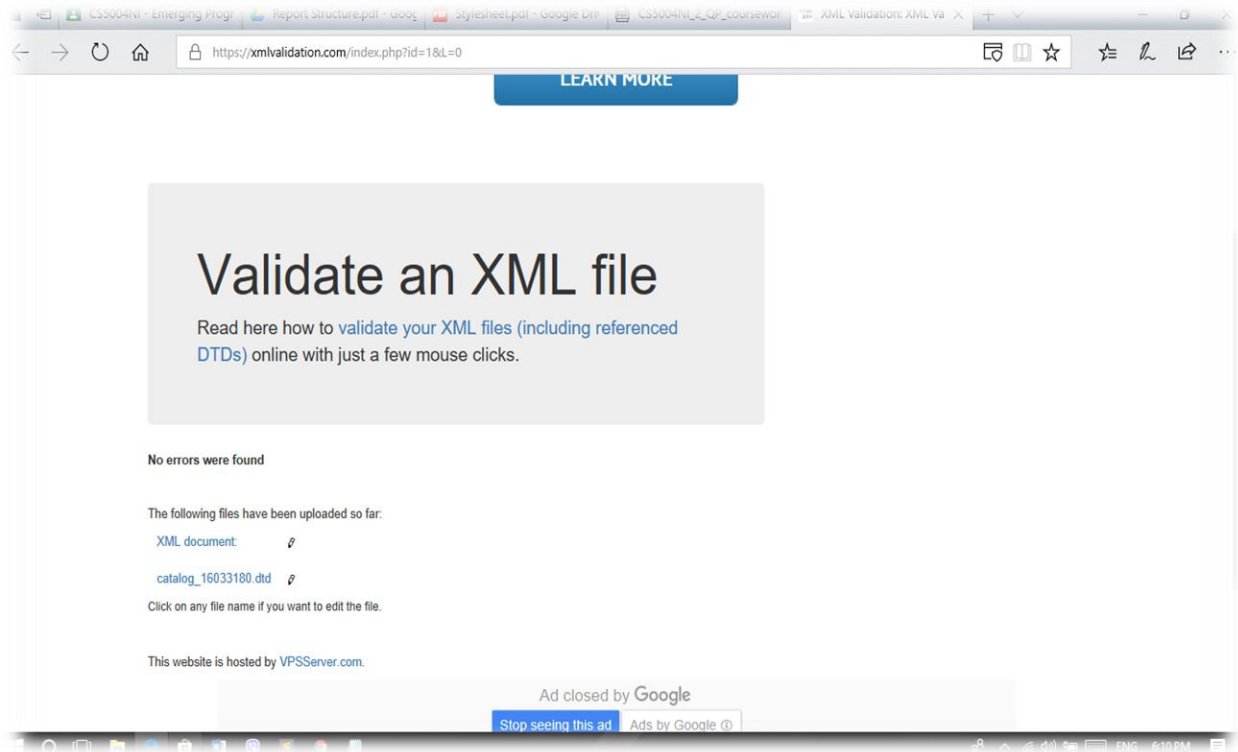 CS5004NI - Emerging Progr
Report Structure.pdf - Goog
Stylesheet.pdf - Google Dri
CS5004NI_2_QP_coursewor
XML Validation: XML Va
https://xmlvalidation.com/index.php?id=1&L=0
LEARN MORE
Validate an XML file
Read here how to validate your XML files (including referenced
DTDs) online with just a few mouse clicks.
No errors were found
The following files have been uploaded so far:
XML document:
catalog_16033180.dtd
Click on any file name if you want to edit the file.
This website is hosted by VPSServer.com.
Ad closed by Google
Stop seeing this ad Ads by Google
ENG 6:10 PM